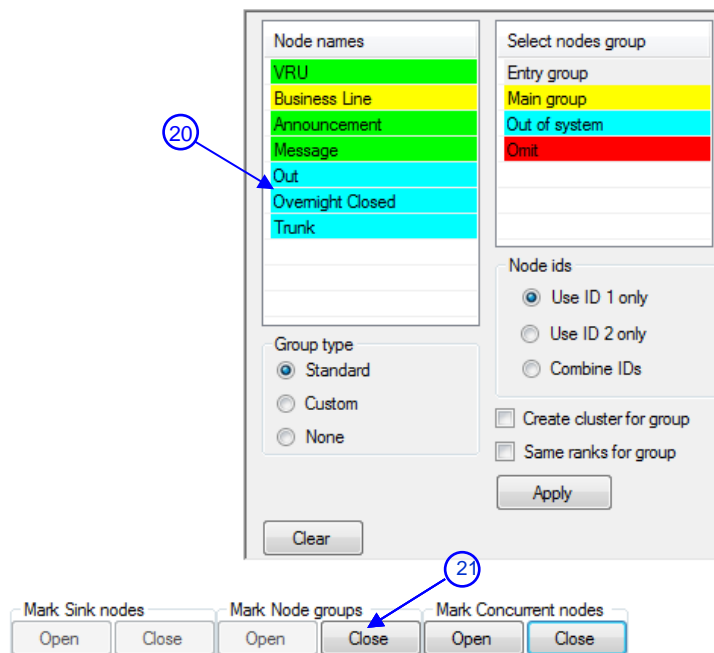 Node names
VRU
Business Line
Announcement
Message
Out
Overnight Closed
Trunk
Select nodes group
Entry group
Main group
Out of system
Omit
20
Node ids
Use ID 1 only
Use ID 2 only
Combine IDs
Group type
Standard
Custom
None
Create cluster for group
Same ranks for group
Apply
Clear
21
Mark Sink nodes
Open Close
Mark Node groups
Open Close
Mark Concurrent nodes
Open Close